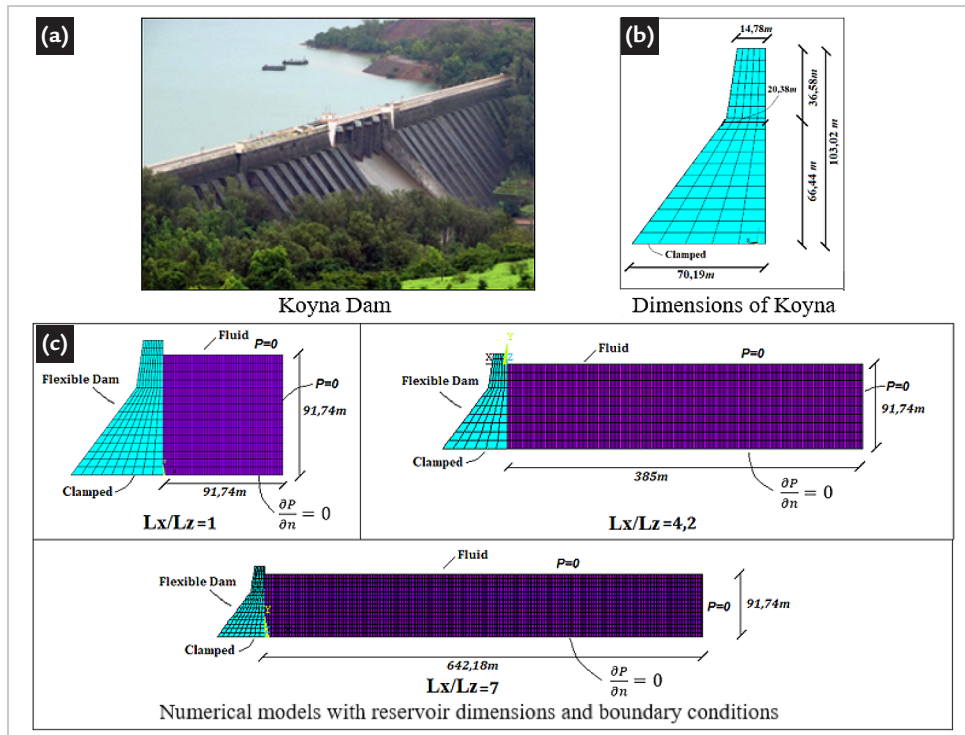 (a)
Koyna Dam
(b)
14,78m
20,38m
36,58m
66,44 m
103,02 m
X
Clamped
70,19m
Dimensions of Koyna
(c)
Fluid
P=0
Flexible Dam
P=0
91,74m
Clamped
91,74m
∂P/∂n = 0
Lx/Lz=1
Y
X Z
Fluid
P=0
Flexible Dam
P=0
91,74m
Clamped
385m
∂P/∂n = 0
Lx/Lz=4,2
Fluid
P=0
Flexible Dam
Y
P=0
91,74m
Clamped
642,18m
∂P/∂n = 0
Lx/Lz=7
Numerical models with reservoir dimensions and boundary conditions